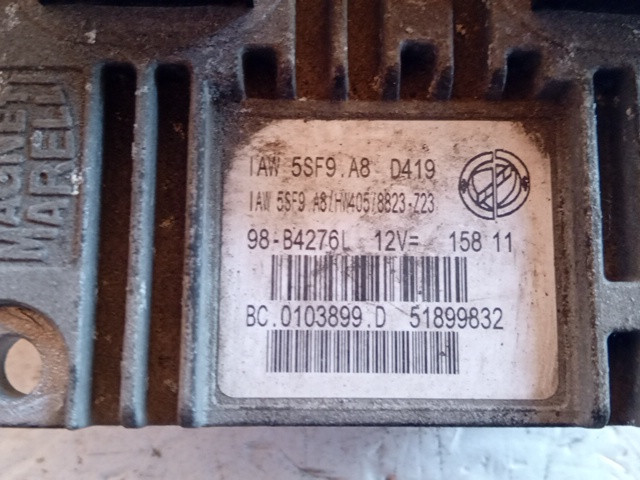 MAGNETI
MARELLI
IAW 5SF9.A8 D419
IAW 5SF9 A8/HW405/8823-Z23
98-B4276L 12V= 158 11
BC.0103899.D 51899832